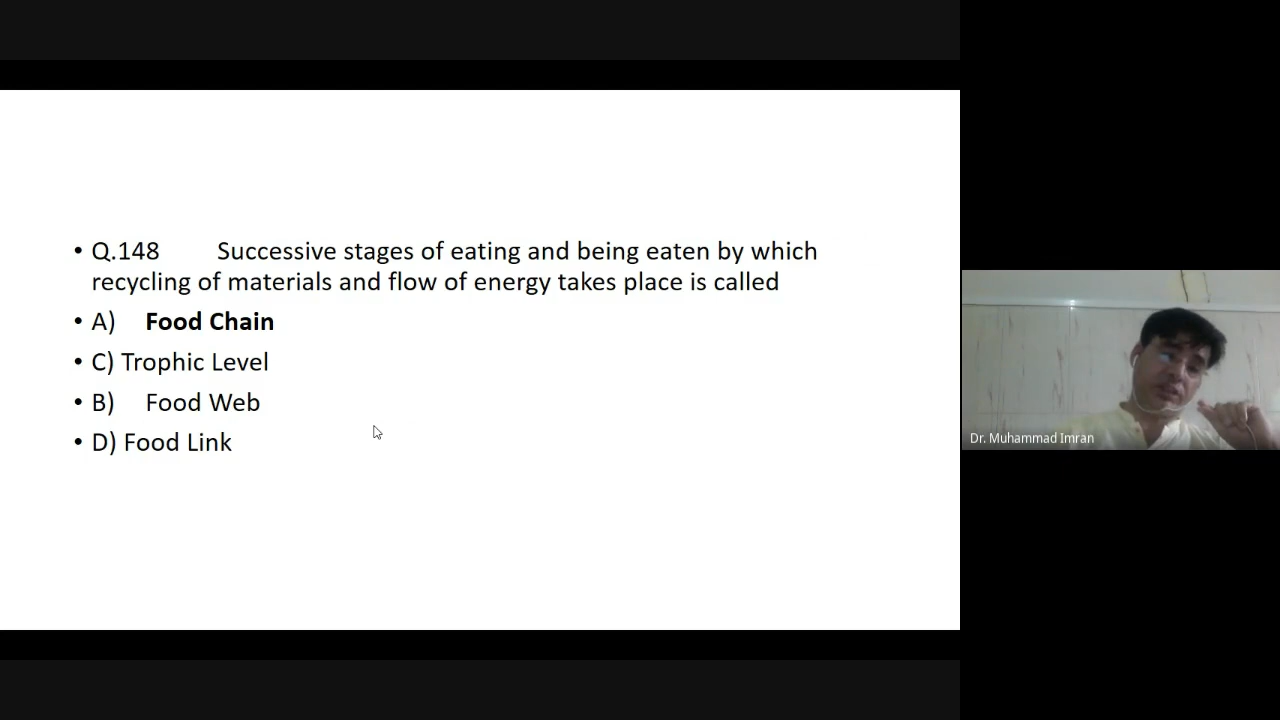 • Q.148 Successive stages of eating and being eaten by which
recycling of materials and flow of energy takes place is called
• A) Food Chain
• C) Trophic Level
• B) Food Web
• D) Food Link
Dr. Muhammad Imran